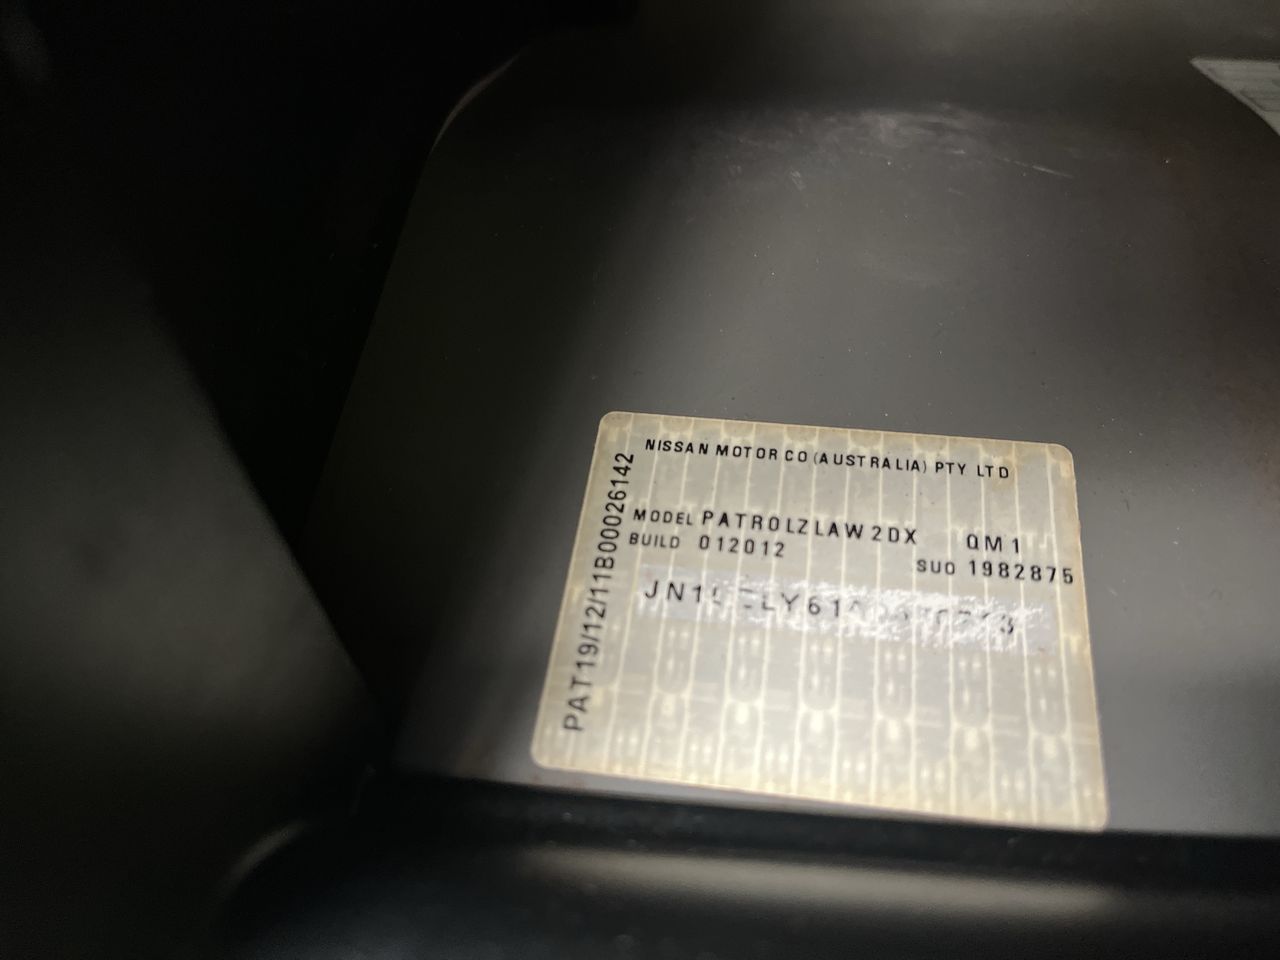 NISSAN MOTOR CO (AUSTRALIA) PTY LTD
MODEL PATROLZLAW2DX QM1
BUILD 012012
SUO 1982875
PAT19/12/11B00026142